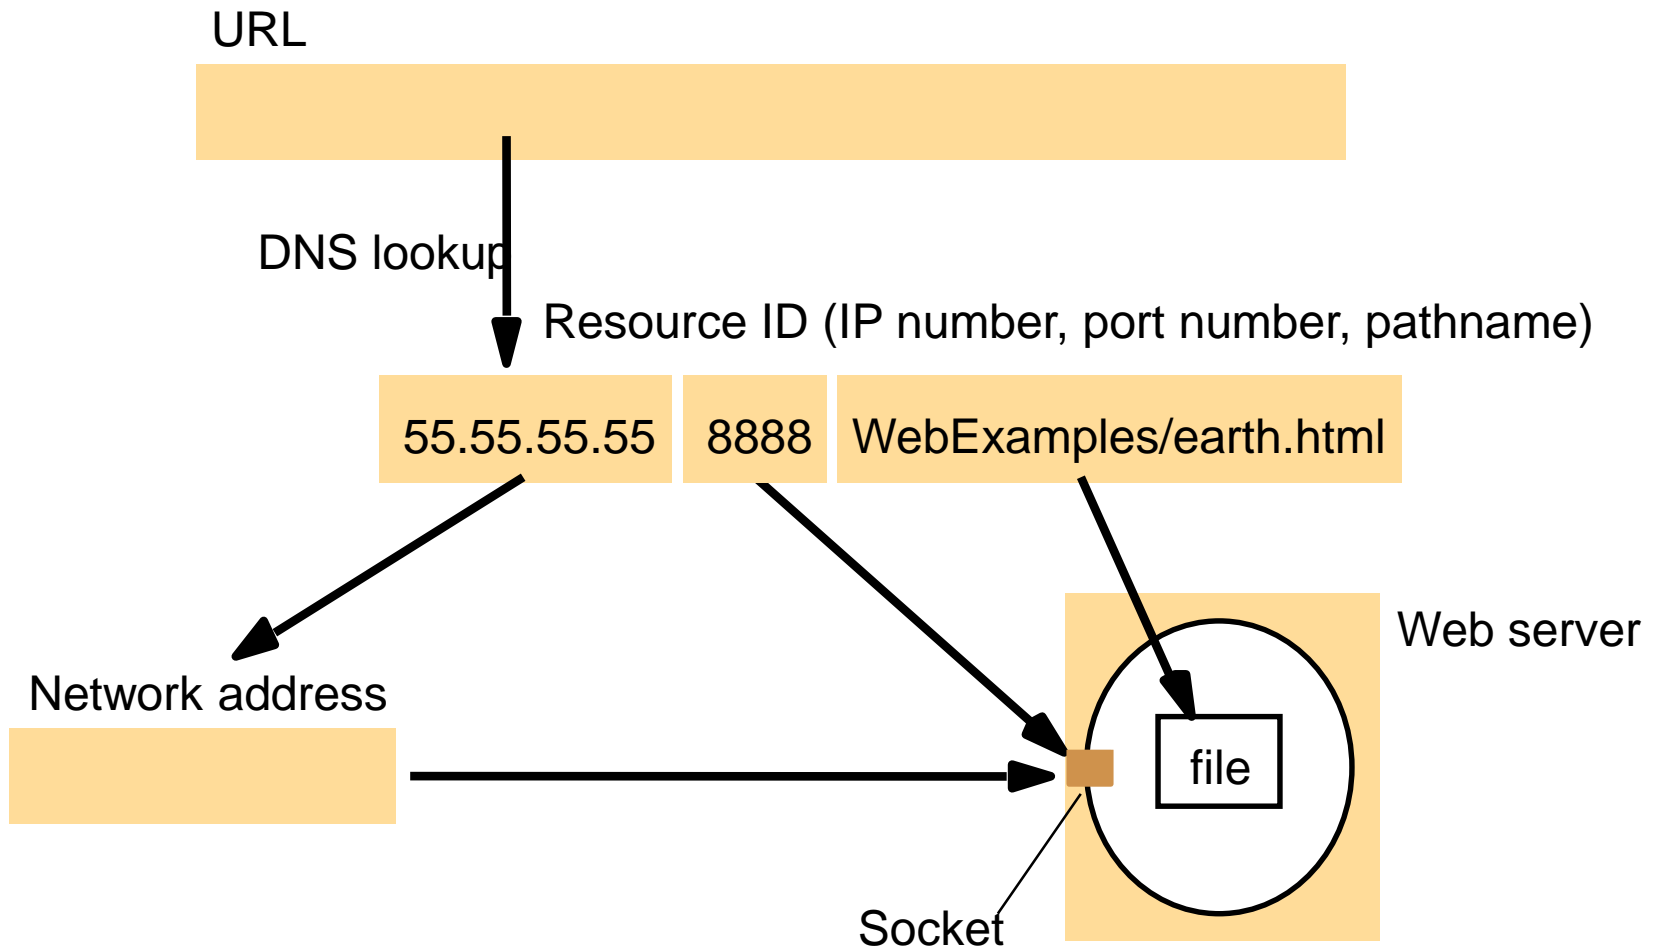 URL
DNS lookup
Resource ID (IP number, port number, pathname)
55.55.55.55 8888 WebExamples/earth.html
Web server
Network address
file
Socket